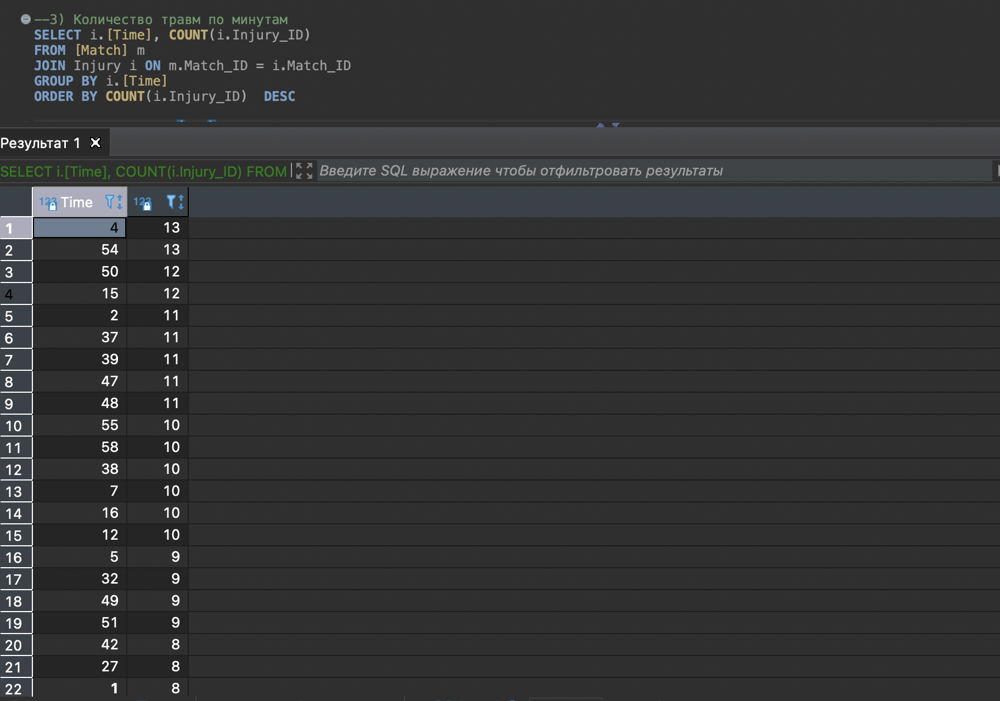 --3) Количество травм по минутам
SELECT i.[Time], COUNT(i.Injury_ID)
FROM [Match] m
JOIN Injury i ON m.Match_ID = i.Match_ID
GROUP BY i.[Time]
ORDER BY COUNT(i.Injury_ID)  DESC
Результат 1
SELECT i.[Time], COUNT(i.Injury_ID) FROM Введите SQL выражение чтобы отфильтровать результаты
123 Time 123
1 4 13
2 54 13
3 50 12
4 15 12
5 2 11
6 37 11
7 39 11
8 47 11
9 48 11
10 55 10
11 58 10
12 38 10
13 7 10
14 16 10
15 12 10
16 5 9
17 32 9
18 49 9
19 51 9
20 42 8
21 27 8
22 1 8